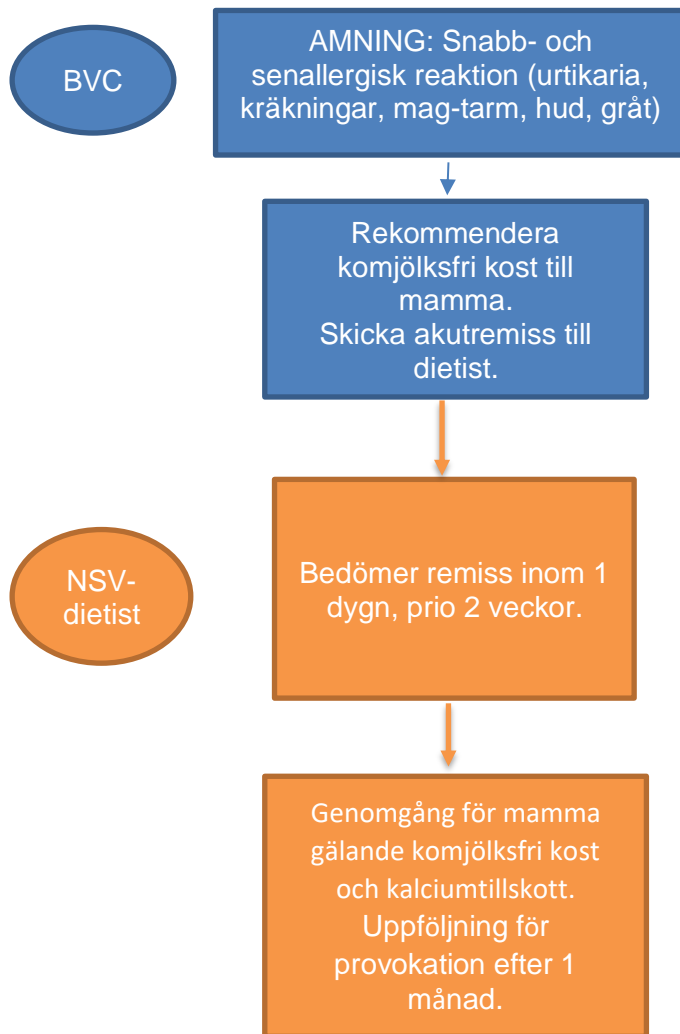 BVC
AMNING: Snabb- och
senallergisk reaktion (urtikaria,
kräkningar, mag-tarm, hud, gråt)
Rekommendera
komjölksfri kost till
mamma.
Skicka akutremiss till
dietist.
NSV-
dietist
Bedömer remiss inom 1
dygn, prio 2 veckor.
Genomgång för mamma
gälande komjölksfri kost
och kalciumtillskott.
Uppföljning för
provokation efter 1
månad.